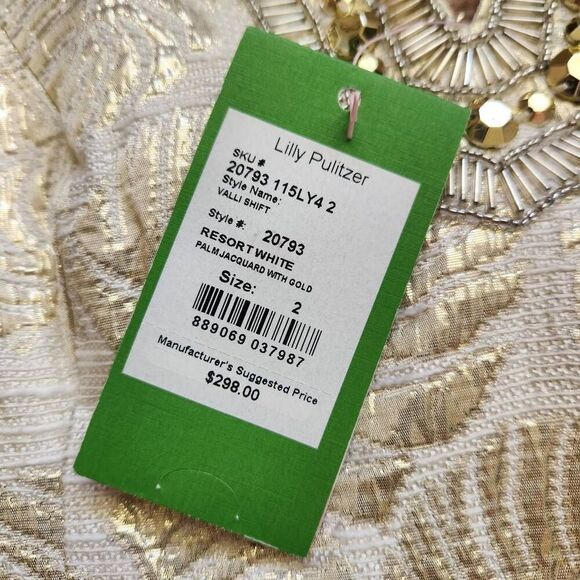 Lilly Pulitzer
SKU #
20793 115LY4 2
Style Name:
VALLI SHIFT
Style #: 20793
RESORT WHITE
PALM JACQUARD WITH GOLD
Size: 2
889069 037987
Manufacturer's Suggested Price
$298.00